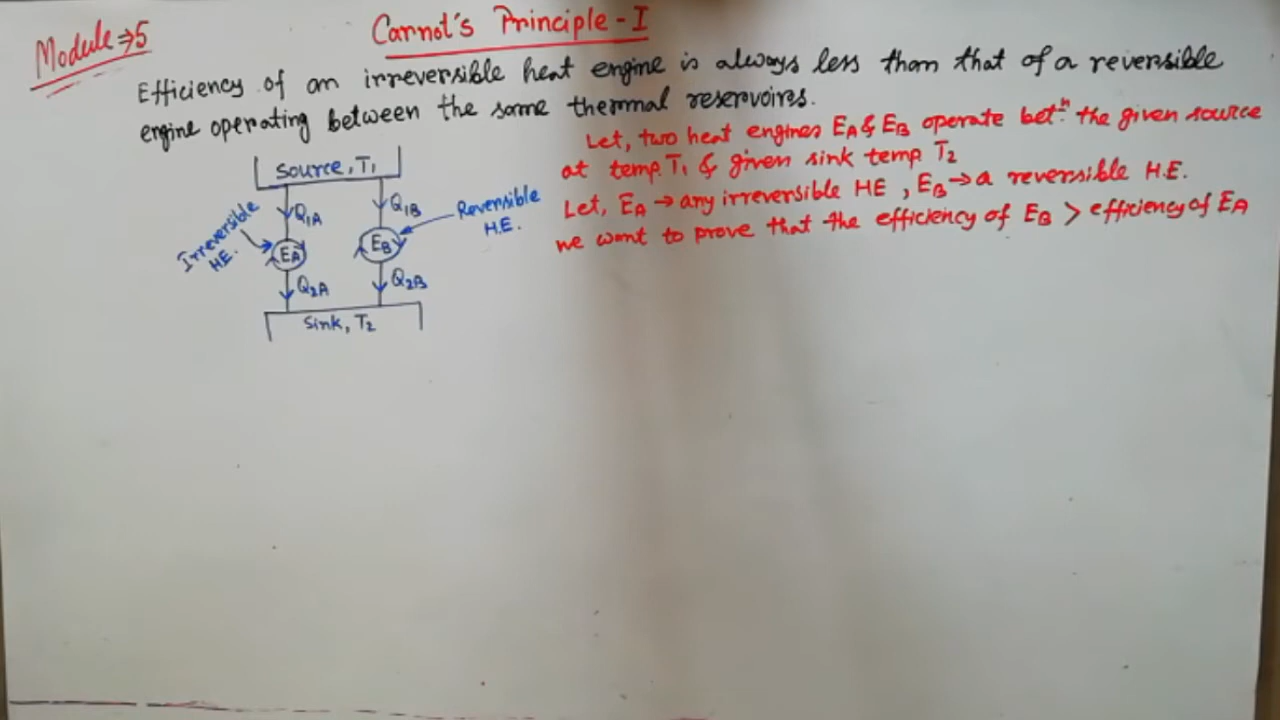 Module→5
Carnot's Principle-I
Efficiency of an irreversible heat engine is always less than that of a reversible
engine operating between the same thermal reservoires.
Let, two heat engines EA & EB operate betⁿ the given source
at temp. T1 & given sink temp T2
Let, EA → any irreversible HE, EB → a reversible H.E.
we want to prove that the efficiency of EB > efficiency of EA
Source, T1
Q1A
Q1B
Irreversible
HE.
EA
EB
Reversible
H.E.
Q2A
Q2B
Sink, T2